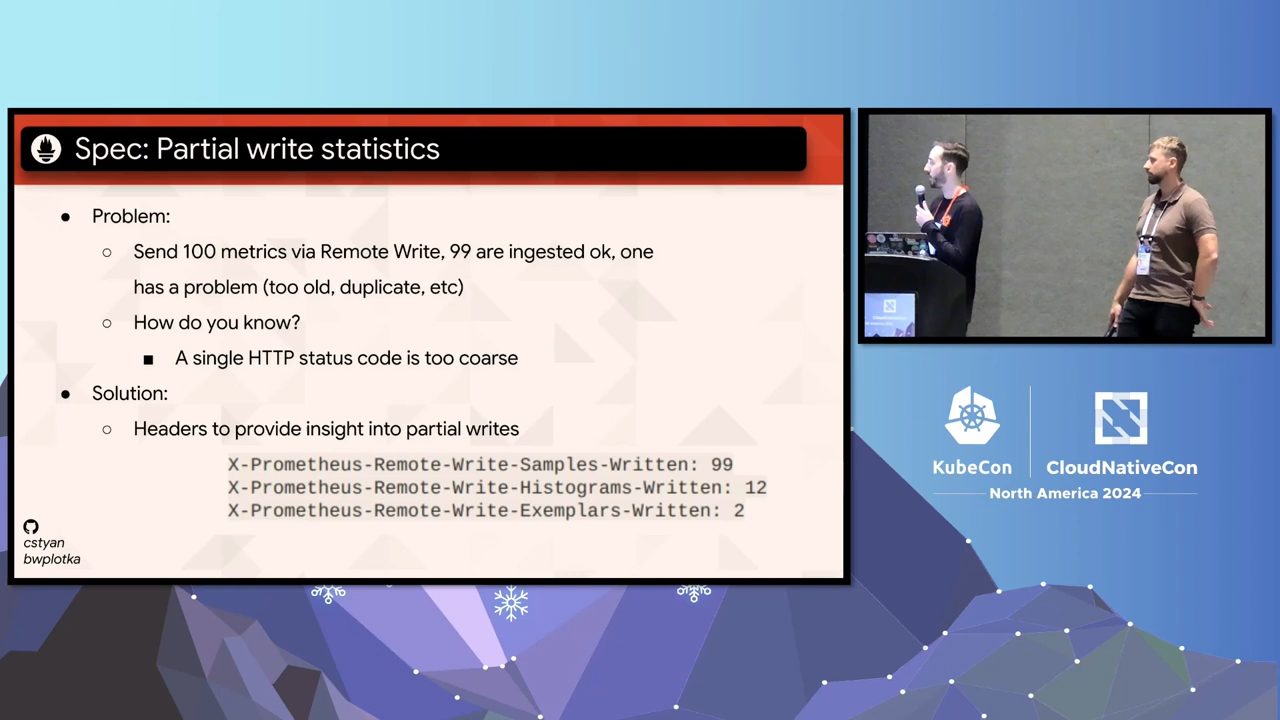 Spec: Partial write statistics
● Problem:
○ Send 100 metrics via Remote Write, 99 are ingested ok, one
has a problem (too old, duplicate, etc)
○ How do you know?
■ A single HTTP status code is too coarse
● Solution:
○ Headers to provide insight into partial writes
X-Prometheus-Remote-Write-Samples-Written: 99
X-Prometheus-Remote-Write-Histograms-Written: 12
X-Prometheus-Remote-Write-Exemplars-Written: 2
cstyan
bwplotka
KubeCon
CloudNativeCon
North America 2024